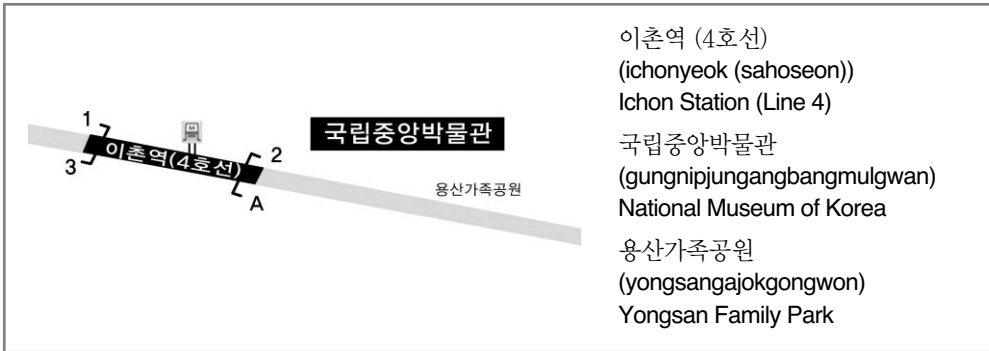 1
2
3
A
이촌역(4호선)
국립중앙박물관
용산가족공원
이촌역 (4호선)
(ichonyeok (sahoseon))
Ichon Station (Line 4)
국립중앙박물관
(gungnipjungangbangmulgwan)
National Museum of Korea
용산가족공원
(yongsangajokgongwon)
Yongsan Family Park